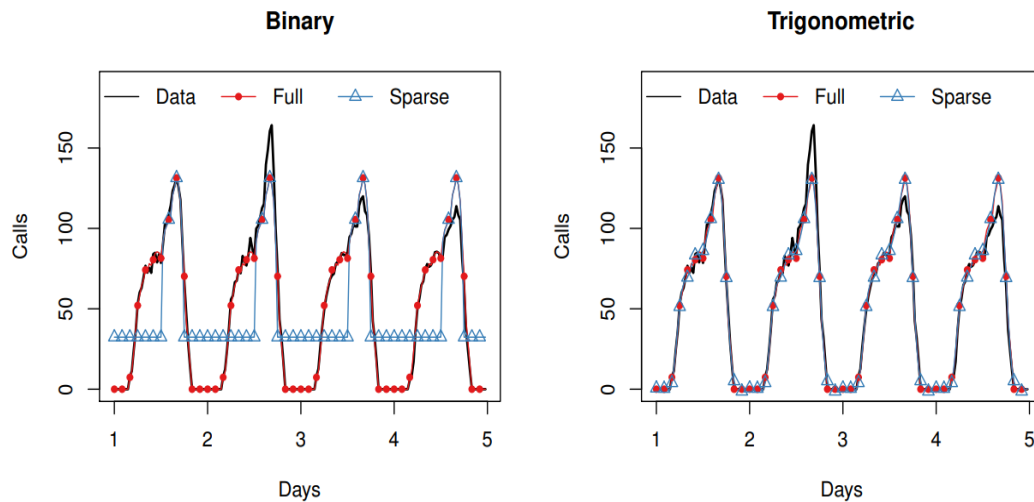 Binary
Data Full Sparse
Calls
150
100
50
0
1 2 3 4 5
Days
Trigonometric
Data Full Sparse
Calls
150
100
50
0
1 2 3 4 5
Days